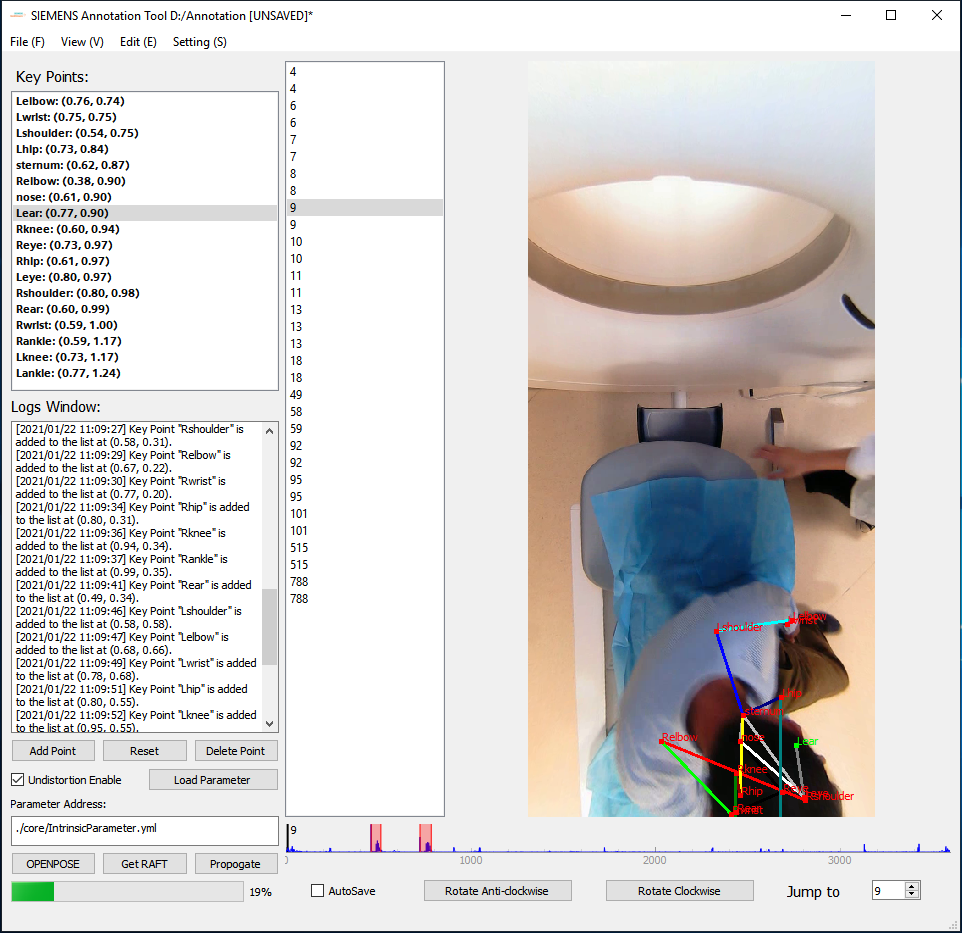 SIEMENS Annotation Tool D:/Annotation [UNSAVED]*
File (F) View (V) Edit (E) Setting (S)
Key Points:
Lelbow: (0.76, 0.74)
Lwrist: (0.75, 0.75)
Lshoulder: (0.54, 0.75)
Lhip: (0.73, 0.84)
sternum: (0.62, 0.87)
Relbow: (0.38, 0.90)
nose: (0.61, 0.90)
Lear: (0.77, 0.90)
Rknee: (0.60, 0.94)
Reye: (0.73, 0.97)
Rhip: (0.61, 0.97)
Leye: (0.80, 0.97)
Rshoulder: (0.80, 0.98)
Rear: (0.60, 0.99)
Rwrist: (0.59, 1.00)
Rankle: (0.59, 1.17)
Lknee: (0.73, 1.17)
Lankle: (0.77, 1.24)
Logs Window:
[2021/01/22 11:09:27] Key Point "Rshoulder" is
added to the list at (0.58, 0.31).
[2021/01/22 11:09:29] Key Point "Relbow" is
added to the list at (0.67, 0.22).
[2021/01/22 11:09:30] Key Point "Rwrist" is
added to the list at (0.77, 0.20).
[2021/01/22 11:09:34] Key Point "Rhip" is added
to the list at (0.80, 0.31).
[2021/01/22 11:09:36] Key Point "Rknee" is
added to the list at (0.94, 0.34).
[2021/01/22 11:09:37] Key Point "Rankle" is
added to the list at (0.99, 0.35).
[2021/01/22 11:09:41] Key Point "Rear" is added
to the list at (0.49, 0.34).
[2021/01/22 11:09:46] Key Point "Lshoulder" is
added to the list at (0.58, 0.58).
[2021/01/22 11:09:47] Key Point "Lelbow" is
added to the list at (0.68, 0.66).
[2021/01/22 11:09:49] Key Point "Lwrist" is added
to the list at (0.78, 0.68).
[2021/01/22 11:09:51] Key Point "Lhip" is added
to the list at (0.80, 0.55).
[2021/01/22 11:09:52] Key Point "Lknee" is added
to the list at (0.95, 0.55).
Add Point Reset Delete Point
Undistortion Enable Load Parameter
Parameter Address:
./core/IntrinsicParameter.yml
OPENPOSE Get RAFT Propogate
19%
4
4
6
6
7
7
8
8
9
9
10
10
11
11
13
13
13
18
18
49
58
59
92
92
95
95
101
101
515
515
788
788
Lshoulder
Lhip
sternum
Relbow
nose
Lear
Rknee
Rhip
Rshoulder
Rear
9
0 1000 2000 3000
AutoSave Rotate Anti-clockwise Rotate Clockwise Jump to 9